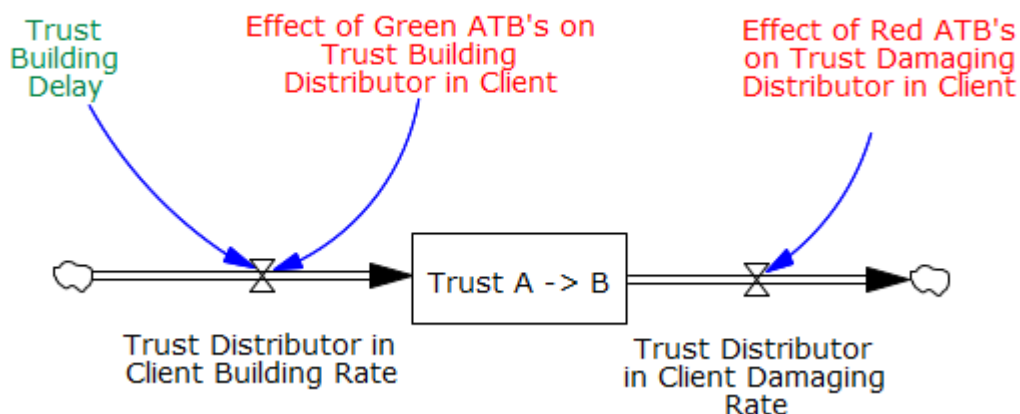 Trust
Building
Delay
Effect of Green ATB's on
Trust Building
Distributor in Client
Effect of Red ATB's
on Trust Damaging
Distributor in Client
Trust A -> B
Trust Distributor in
Client Building Rate
Trust Distributor
in Client Damaging
Rate